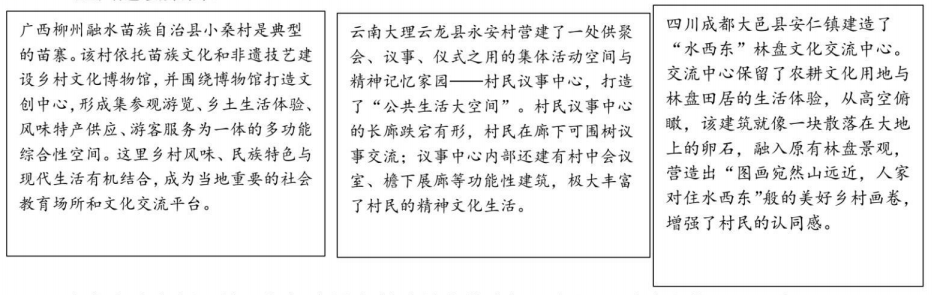 广西柳州融水苗族自治县小桑村是典型
的苗寨。该村依托苗族文化和非遗技艺建
设乡村文化博物馆，并围绕博物馆打造文
创中心，形成集参观游览、乡土生活体验、
风味特产供应、游客服务为一体的多功能
综合性空间。这里乡村风味、民族特色与
现代生活有机结合，成为当地重要的社会
教育场所和文化交流平台。
云南大理云龙县永安村营建了一处供聚
会、议事、仪式之用的集体活动空间与
精神记忆家园——村民议事中心，打造
了“公共生活大空间”。村民议事中心
的长廊跌宕有形，村民在廊下可围树议
事交流；议事中心内部还建有村中会议
室、檐下展廊等功能性建筑，极大丰富
了村民的精神文化生活。
四川成都大邑县安仁镇建造了
“水西东”林盘文化交流中心。
交流中心保留了农耕文化用地与
林盘田居的生活体验，从高空俯
瞰，该建筑就像一块散落在大地
上的卵石，融入原有林盘景观，
营造出“图画宛然山远近，人家
对住水西东”般的美好乡村画卷，
增强了村民的认同感。